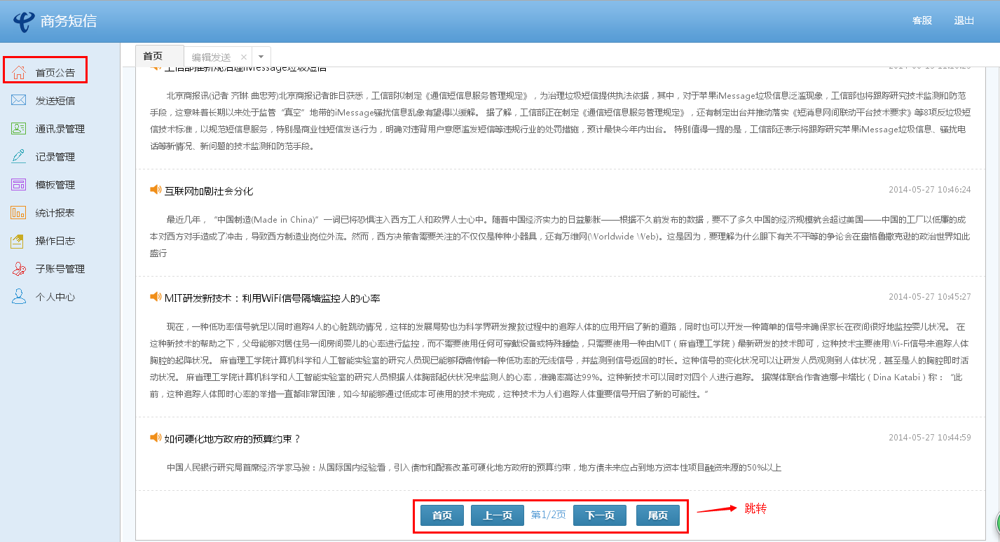 商务短信
客服 退出
首页 编辑发送 ×
首页公告
发送短信
通讯录管理
记录管理
模板管理
统计报表
操作日志
子账号管理
个人中心
工信部推新规治理iMessage垃圾短信
北京商报讯(记者 齐琳 曲忠芳)北京商报记者昨日获悉，工信部拟制定《通信短信息服务管理规定》，为治理垃圾短信提供执法依据，其中，对于苹果iMessage垃圾信息泛滥现象，工信部也将跟踪研究技术监测和防范
手段，这意味着长期以来处于监管“真空”地带的iMessage骚扰信息乱象有望得以缓解。 据了解，工信部正在制定《通信短信息服务管理规定》，还有制定出台并推动落实《短消息网间联动平台技术要求》等8项反垃圾短
信技术标准，以规范短信息服务，特别是商业性短信发送行为，明确对违背用户意愿滥发短信等违规行业的处罚措施，预计最快今年内出台。 特别值得一提的是，工信部还表示将跟踪研究苹果iMessage垃圾信息、骚扰电
话等新情况、新问题的技术监测和防范手段。
互联网加剧社会分化 2014-05-27 10:46:24
最近几年，“中国制造(Made in China)”一词已将恐惧注入西方工人和政界人士心中。随着中国经济实力的日益膨胀——根据不久前发布的数据，要不了多久中国的经济规模就会超过美国——中国的工厂以低廉的成
本对西方对手造成了冲击，导致西方制造业岗位外流。然而，西方决策者需要关注的不仅仅是种种小器具，还有万维网(Worldwide Web)。这是因为，要理解为什么眼下有关不平等的争论会在盎格鲁撒克逊的政治世界如此
盛行
MIT研发新技术：利用WiFi信号隔墙监控人的心率 2014-05-27 10:45:27
现在，一种低功率信号就足以同时追踪4人的心脏跳动情况，这样的发展局势也为科学界研发搜救过程中的追踪人体的应用开启了新的道路，同时也可以开发一种简单的信号来确保家长在夜间很好地监控婴儿状况。 在
这种新技术的帮助之下，父母能够对居住另一间房间婴儿的心率进行监控，而不需要使用任何可穿戴设备或特殊睡垫，只需要使用一种由MIT（麻省理工学院）最新研发的技术即可，这种技术主要使用Wi-Fi信号来追踪人体
胸腔的起降状况。 麻省理工学院计算机科学和人工智能实验室的研究人员现已能够隔墙传输一种低功率的无线信号，并监测到信号返回的时长。这种信号的变化状况可以让研发人员观测到人体状况，甚至是人的胸腔即时活
动状况。 麻省理工学院计算机科学和人工智能实验室的研究人员根据人体胸部起伏状况来监测人的心率，准确率高达99%。这种新技术可以同时对四个人进行追踪。 据媒体联合作者迪娜-卡塔比（Dina Katabi）称：“此
前，这种追踪人体即时心率的举措一直都非常困难，如今却能够通过低成本可使用的技术完成，这种技术为人们追踪人体重要信号开启了新的可能性。”
如何硬化地方政府的预算约束？ 2014-05-27 10:44:59
中国人民银行研究局首席经济学家马骏：从国际国内经验看，引入债市和配套改革可硬化地方政府的预算约束，地方债未来应占到地方资本性项目融资来源的50%以上
首页 上一页 第1/2页 下一页 尾页 跳转